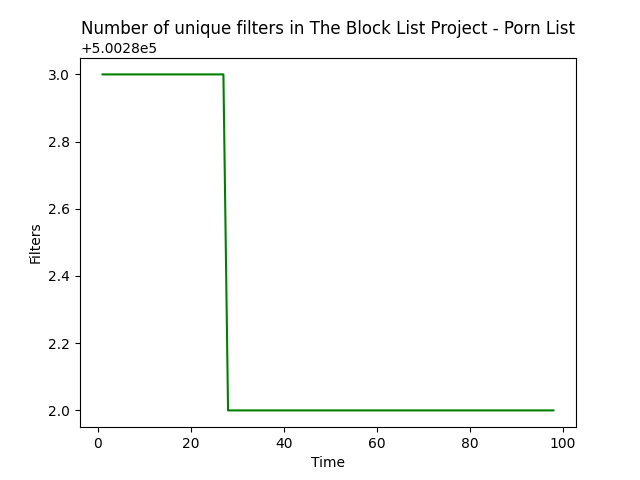 Number of unique filters in The Block List Project - Porn List
+5.0028e5
3.0
2.8
2.6
2.4
2.2
2.0
Filters
0 20 40 60 80 100
Time